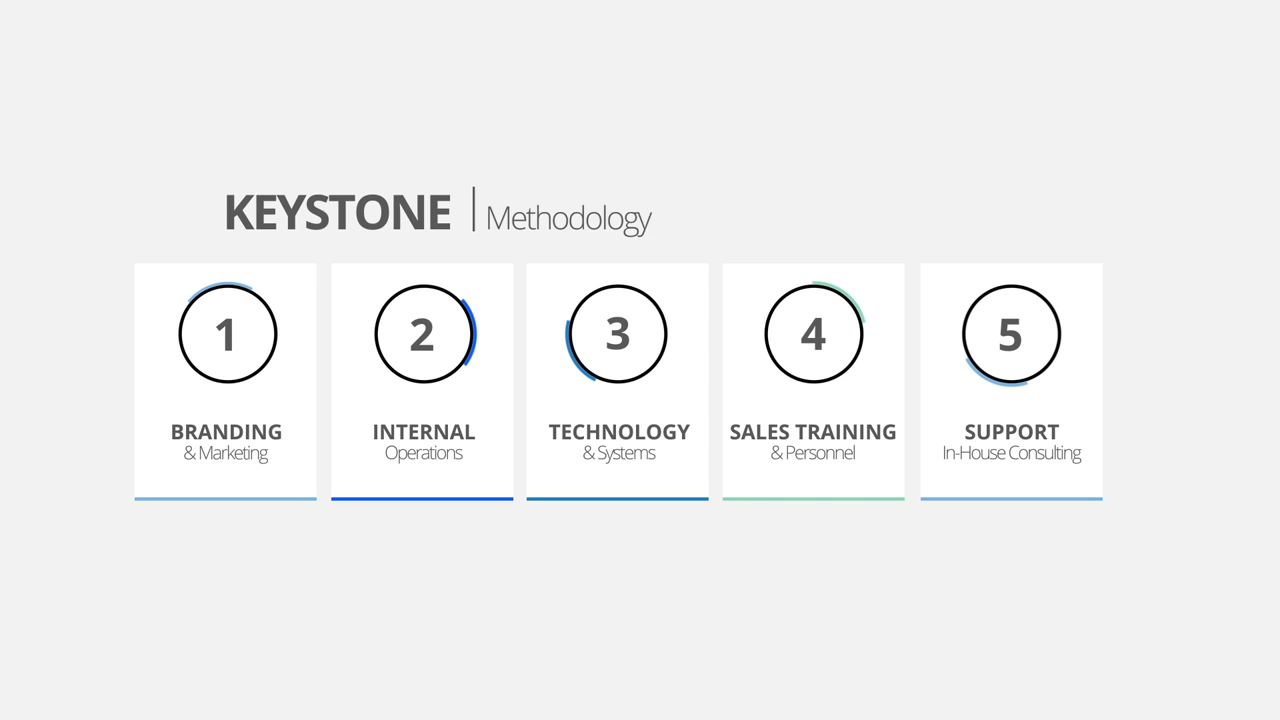 KEYSTONE | Methodology
1
BRANDING
& Marketing
2
INTERNAL
Operations
3
TECHNOLOGY
& Systems
4
SALES TRAINING
& Personnel
5
SUPPORT
In-House Consulting